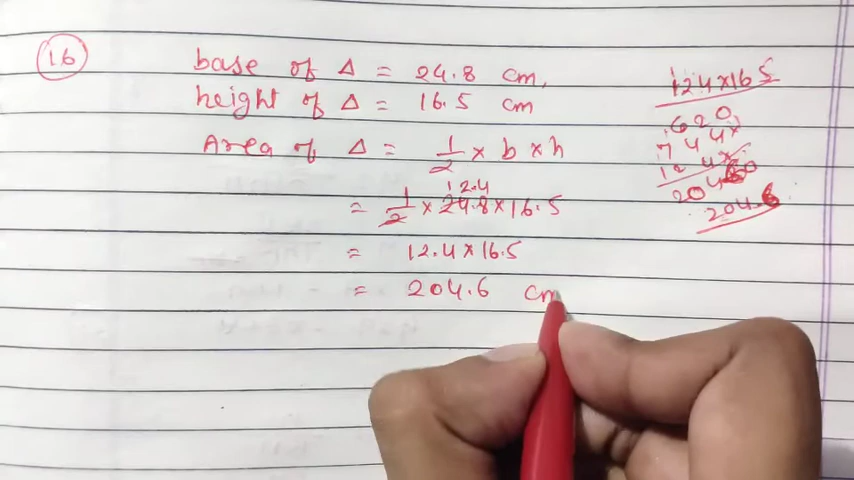 16
base of Δ = 24.8 cm,
height of Δ = 16.5 cm
Area of Δ = 1/2 × b × h
12.4
= 1/2 × 24.8 × 16.5
= 12.4 × 16.5
= 204.6 cm
124×165
620
744×
124××
20460
204.6